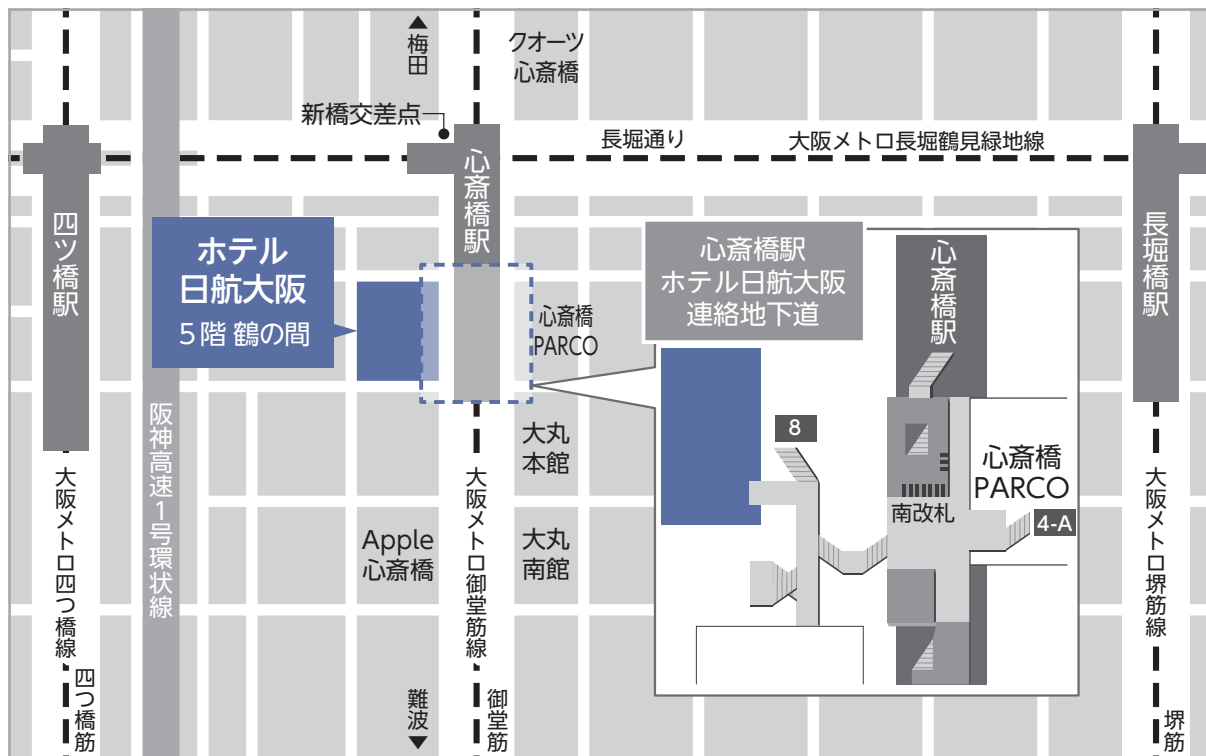 ▲梅田
クオーツ
心斎橋
新橋交差点
長堀通り
大阪メトロ長堀鶴見緑地線
四ツ橋駅
心斎橋駅
長堀橋駅
ホテル
日航大阪
5階 鶴の間
心斎橋
PARCO
心斎橋駅
ホテル日航大阪
連絡地下道
心斎橋駅
8
南改札
心斎橋
PARCO
4-A
大丸
本館
Apple
心斎橋
大丸
南館
阪神高速1号環状線
大阪メトロ四つ橋線
大阪メトロ御堂筋線
大阪メトロ堺筋線
四つ橋筋
難波▼
御堂筋
堺筋